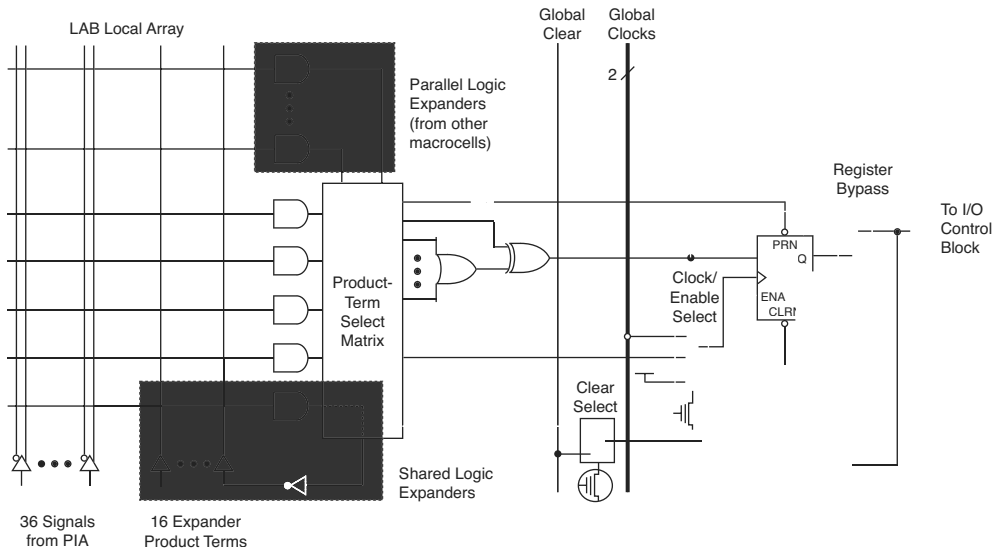 LAB Local Array
Global
Clear
Global
Clocks
2
Parallel Logic
Expanders
(from other
macrocells)
Register
Bypass
To I/O
Control
Block
PRN
Q
Product-
Term
Select
Matrix
Clock/
Enable
Select
ENA
CLRN
Clear
Select
Shared Logic
Expanders
36 Signals
from PIA
16 Expander
Product Terms